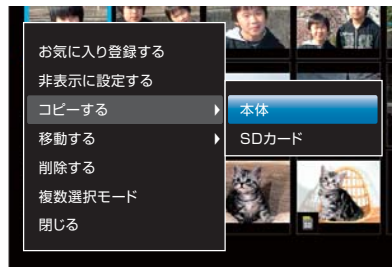 お気に入り登録する
非表示に設定する
コピーする
本体
移動する
SDカード
削除する
複数選択モード
閉じる